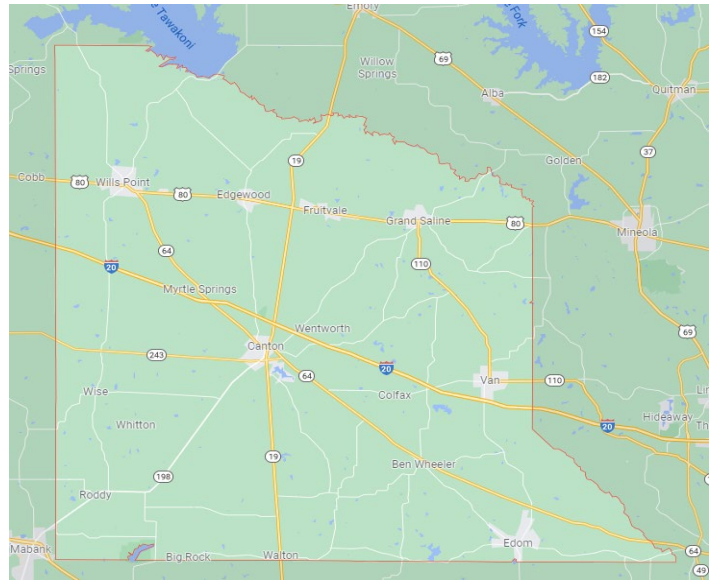 Tawakoni
Emory
Fork
154
Springs
Willow
Springs
69
182
Alba
Quitman
37
19
Golden
Cobb
80
Wills Point
80
Edgewood
Fruitvale
Grand Saline
80
Mineola
64
110
20
Myrtle Springs
69
Wentworth
243
Canton
20
64
Van
110
Wise
Colfax
Hideaway
20
Whitton
19
Ben Wheeler
198
Roddy
Edom
Mabank
Big Rock
Walton
64
49